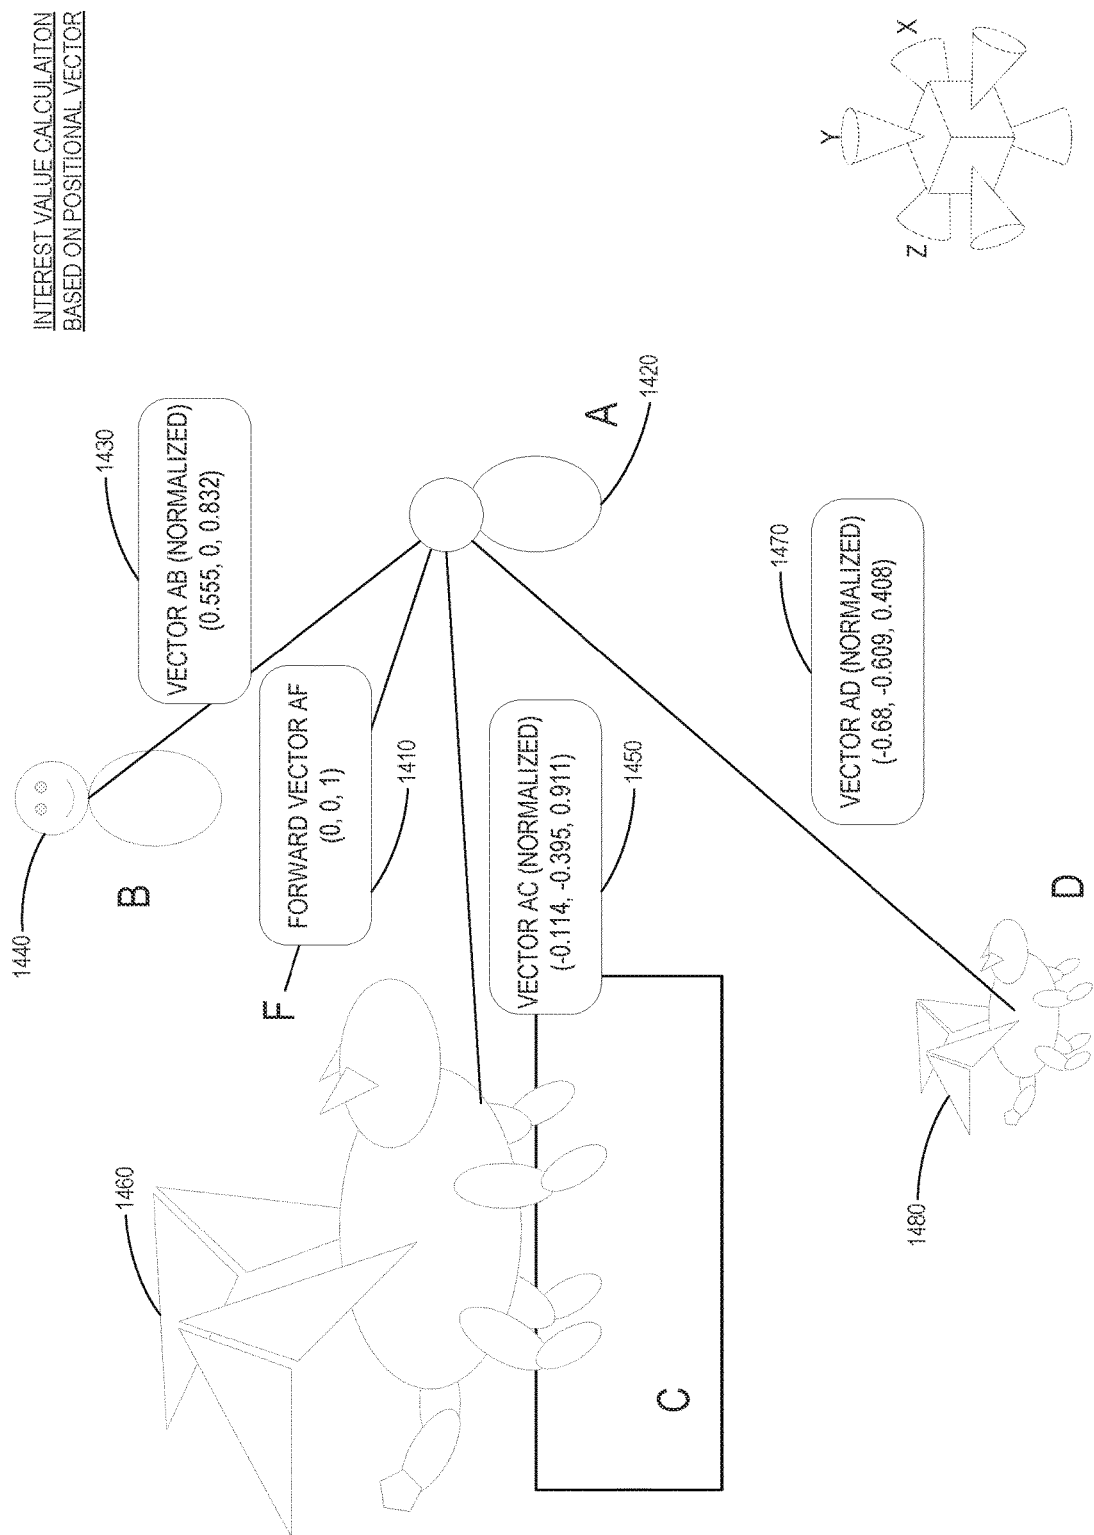 INTEREST VALUE CALCULAITON
BASED ON POSITIONAL VECTOR
1440
B
1430
VECTOR AB (NORMALIZED)
(0.555, 0, 0.832)
F
FORWARD VECTOR AF
(0, 0, 1)
1410
1460
A
1420
VECTOR AC (NORMALIZED)
(-0.114, -0.395, 0.911)
1450
C
1470
VECTOR AD (NORMALIZED)
(-0.68, -0.609, 0.408)
D
1480
Y
Z
X